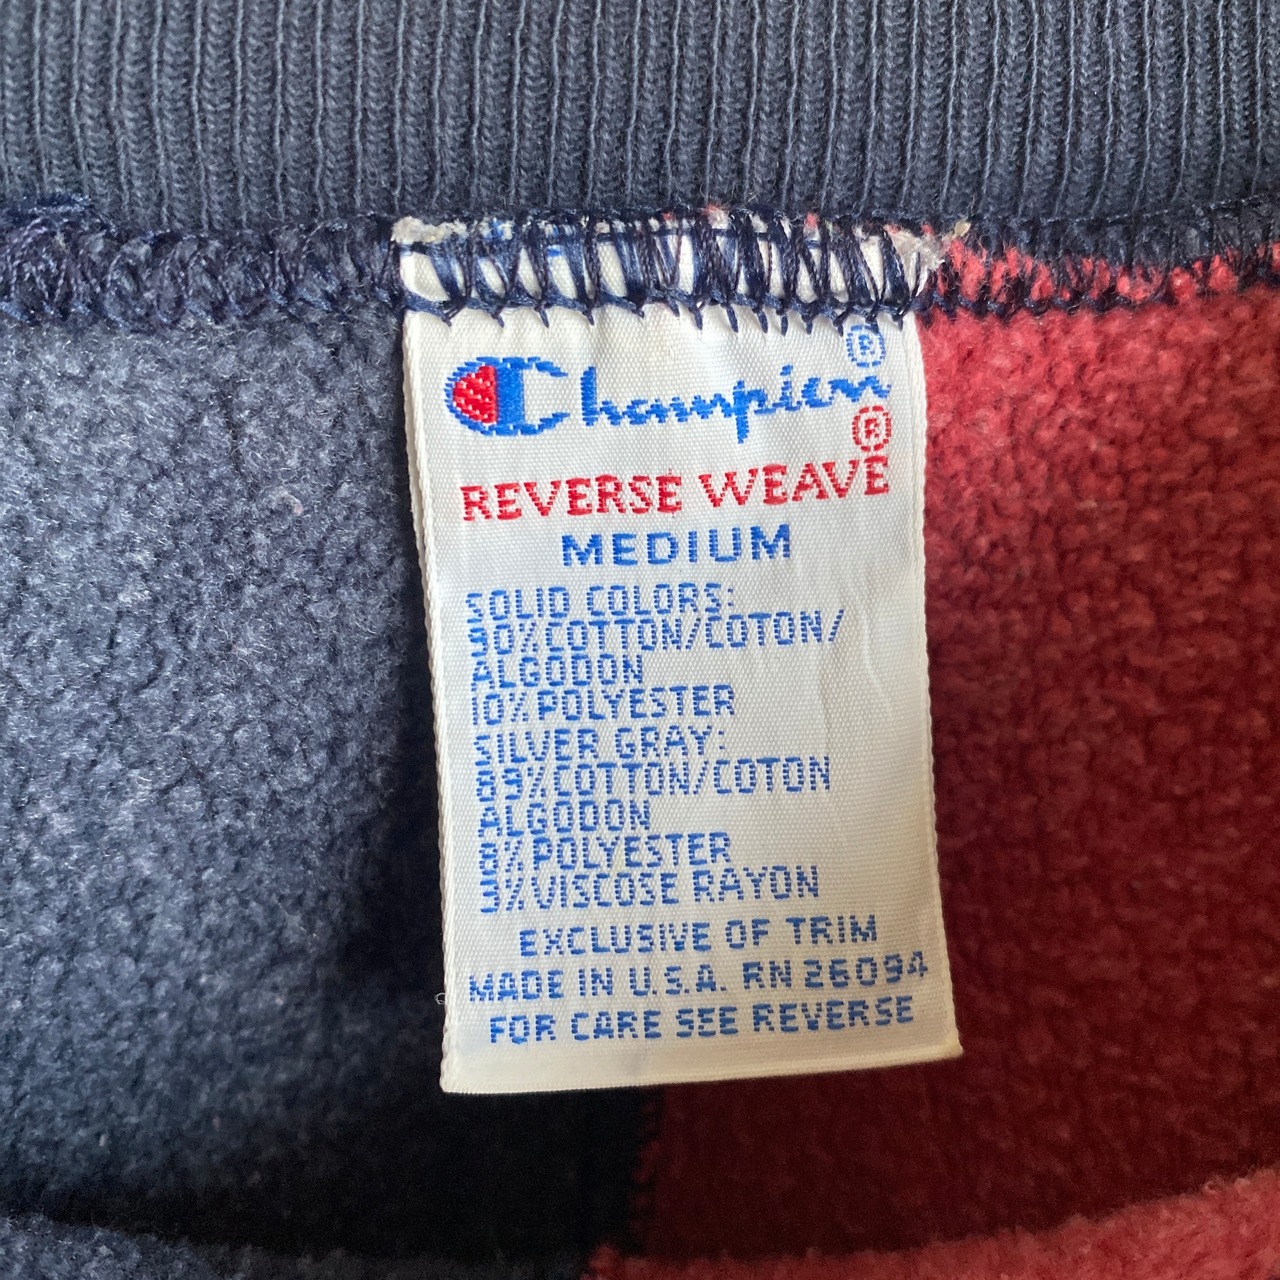 Champion®
®
REVERSE WEAVE
MEDIUM
SOLID COLORS:
90% COTTON/COTON/
ALGODON
10% POLYESTER
SILVER GRAY:
89% COTTON/COTON
ALGODON
8% POLYESTER
3% VISCOSE RAYON
EXCLUSIVE OF TRIM
MADE IN U.S.A. RN 26094
FOR CARE SEE REVERSE